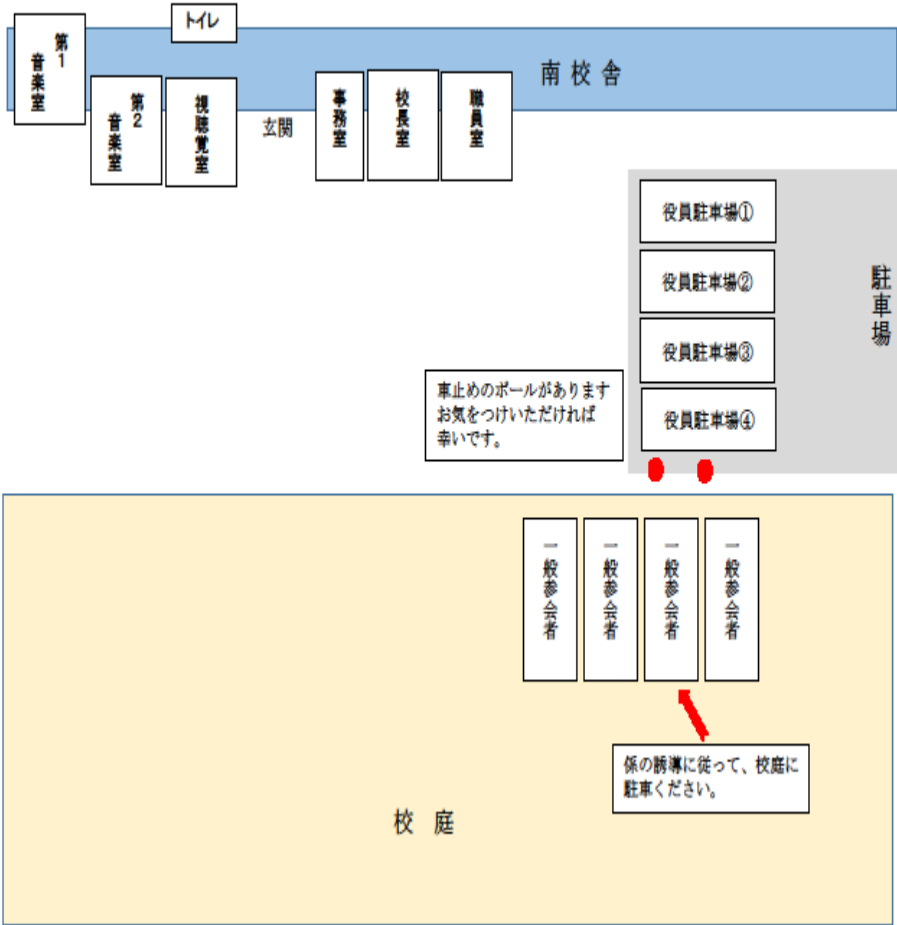 トイレ
第1
音楽室
南校舎
第2
音楽室
視聴覚室
玄関
事務室
校長室
職員室
役員駐車場①
役員駐車場②
役員駐車場③
役員駐車場④
駐車場
車止めのポールがあります
お気をつけいただければ
幸いです。
一般参会者
一般参会者
一般参会者
一般参会者
係の誘導に従って、校庭に
駐車ください。
校庭